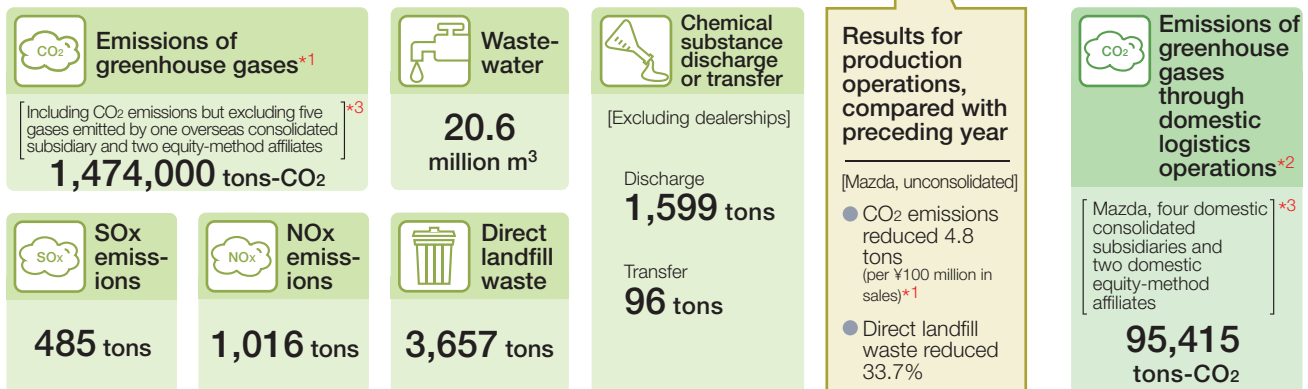 CO2
Emissions of
greenhouse gases*1
[Including CO2 emissions but excluding five
gases emitted by one overseas consolidated
subsidiary and two equity-method affiliates]*3
1,474,000 tons-CO2
Waste-
water
20.6
million m3
Chemical
substance
discharge
or transfer
[Excluding dealerships]
Discharge
1,599 tons
Transfer
96 tons
SOx
SOx
emiss-
ions
485 tons
NOx
NOx
emiss-
ions
1,016 tons
Direct
landfill
waste
3,657 tons
Results for
production
operations,
compared with
preceding year
[Mazda, unconsolidated]
● CO2 emissions
reduced 4.8
tons
(per ¥100 million in
sales)*1
● Direct landfill
waste reduced
33.7%
CO2
Emissions of
greenhouse
gases
through
domestic
logistics
operations*2
[Mazda, four domestic
consolidated
subsidiaries and
two domestic
equity-method
affiliates]*3
95,415
tons-CO2